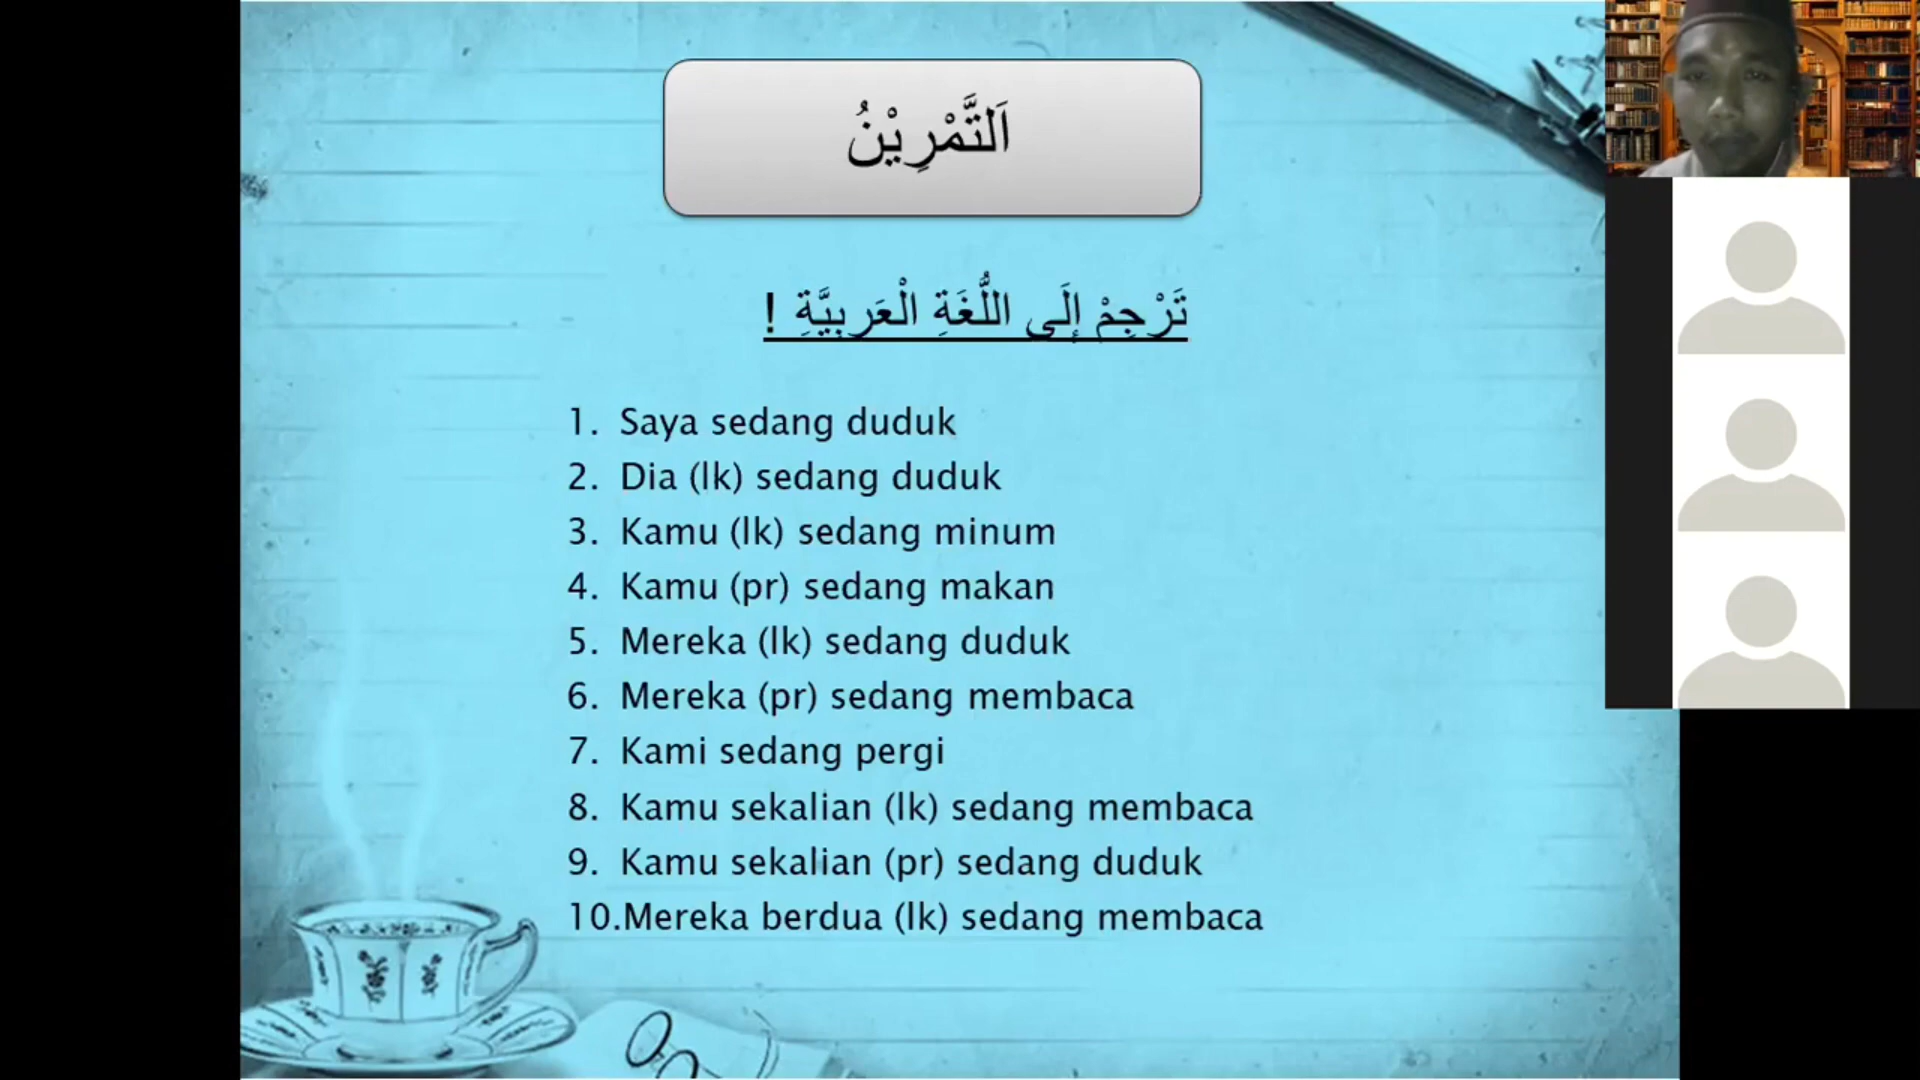 اَلتَّمْرِيْنُ
تَرْجِمْ إِلَى اللُّغَةِ الْعَرَبِيَّةِ !
1. Saya sedang duduk
2. Dia (lk) sedang duduk
3. Kamu (lk) sedang minum
4. Kamu (pr) sedang makan
5. Mereka (lk) sedang duduk
6. Mereka (pr) sedang membaca
7. Kami sedang pergi
8. Kamu sekalian (lk) sedang membaca
9. Kamu sekalian (pr) sedang duduk
10.Mereka berdua (lk) sedang membaca